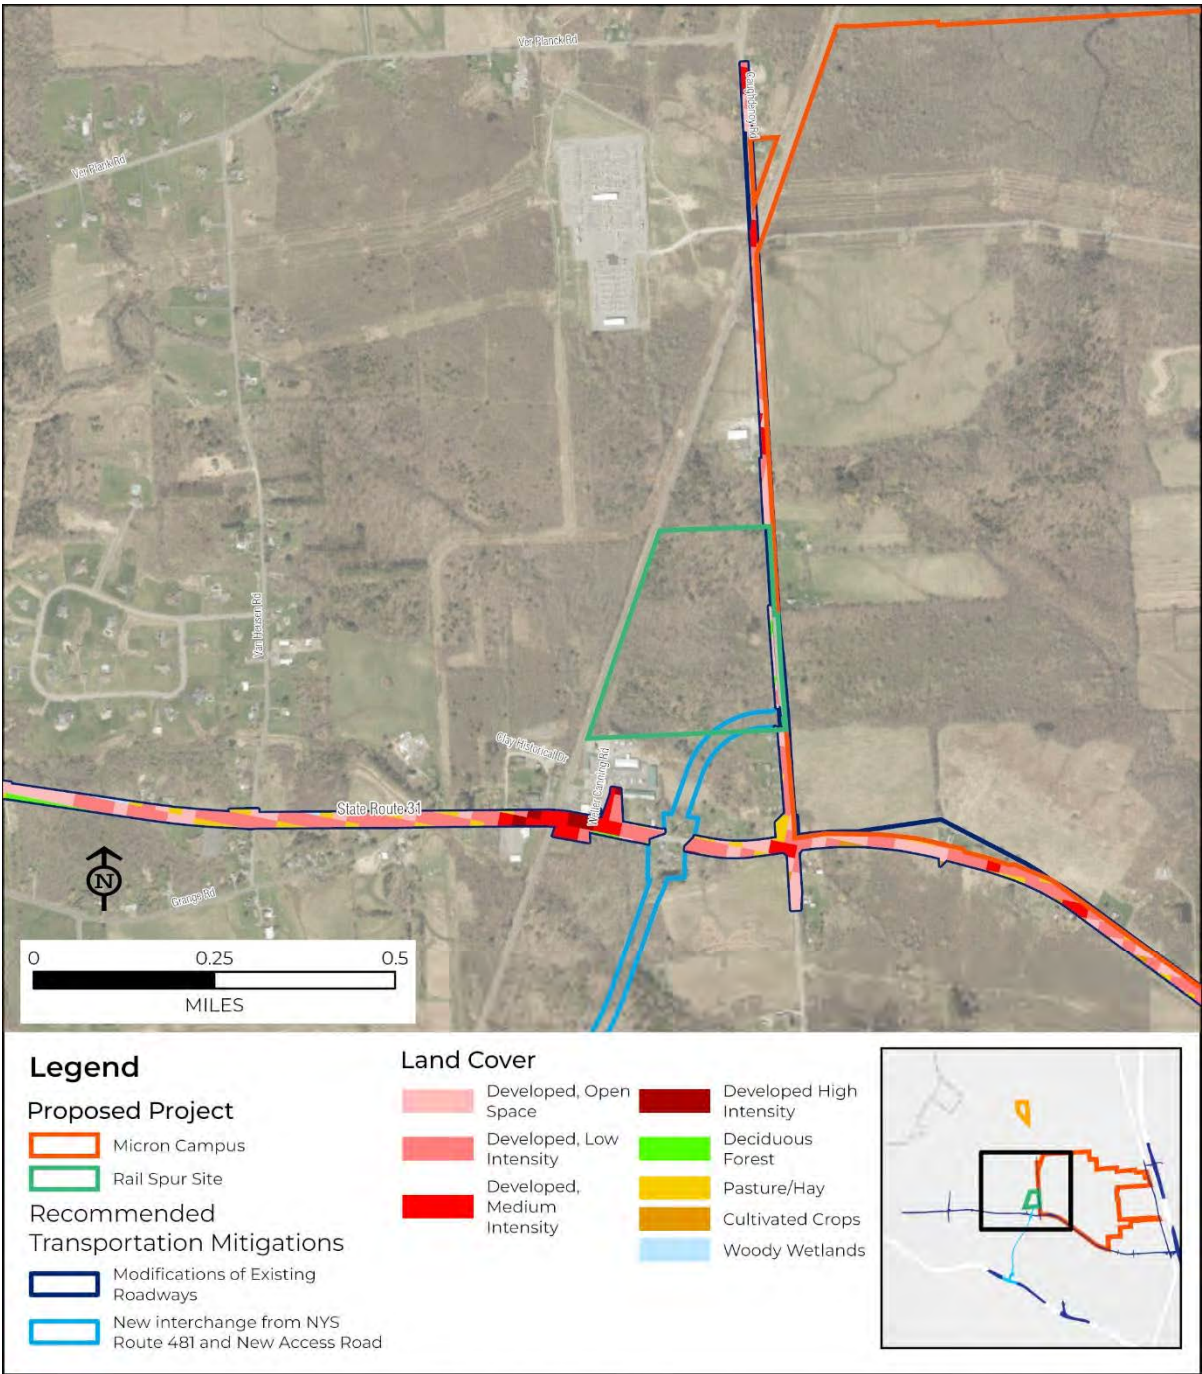 Ver Planck Rd
Caughdenoy Rd
Ver Plank Rd
Van Heusen Rd
Clay Historical Dr
Weller Canning Rd
State Route 31
Grange Rd
N
0 0.25 0.5
MILES
Legend
Proposed Project
Micron Campus
Rail Spur Site
Recommended
Transportation Mitigations
Modifications of Existing
Roadways
New interchange from NYS
Route 481 and New Access Road
Land Cover
Developed, Open
Space
Developed, Low
Intensity
Developed,
Medium
Intensity
Developed High
Intensity
Deciduous
Forest
Pasture/Hay
Cultivated Crops
Woody Wetlands